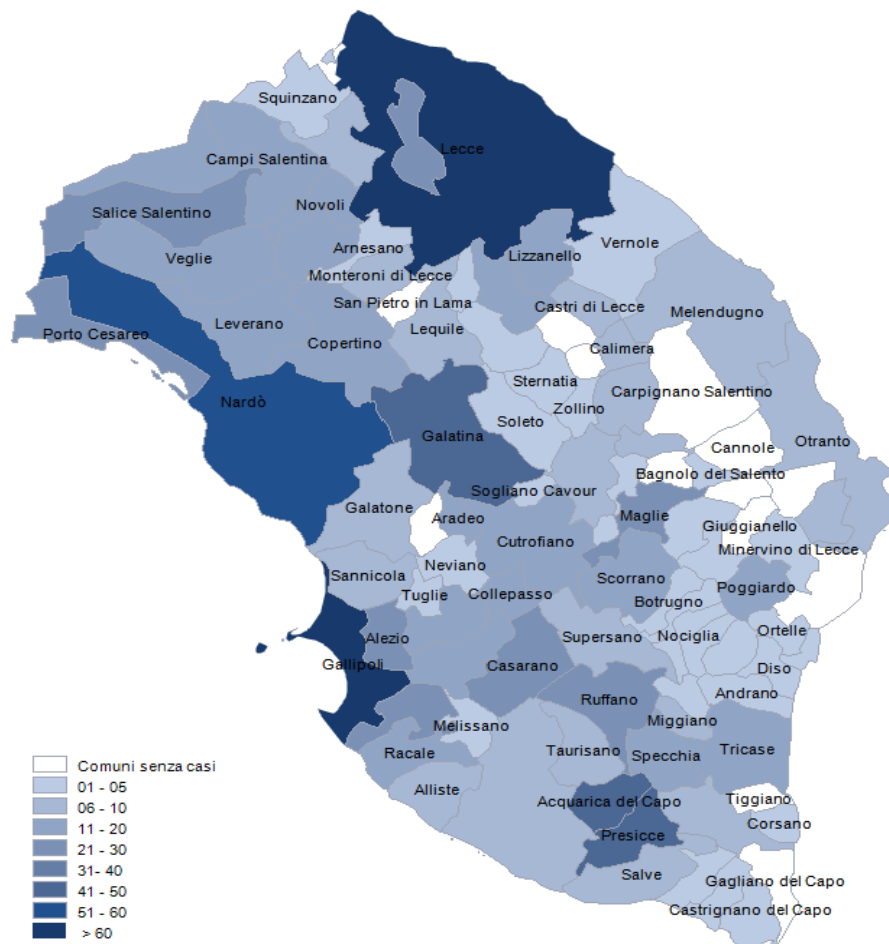 Squinzano
Lecce
Campi Salentina
Salice Salentino
Novoli
Arnesano
Vernole
Veglie
Lizzanello
Monteroni di Lecce
San Pietro in Lama
Castri di Lecce
Melendugno
Leverano
Lequile
Porto Cesareo
Copertino
Calimera
Sternatia
Carpignano Salentino
Nardò
Zollino
Soleto
Galatina
Otranto
Cannole
Bagnolo del Salento
Sogliano Cavour
Galatone
Aradeo
Maglie
Giuggianello
Cutrofiano
Minervino di Lecce
Neviano
Sannicola
Scorrano
Poggiardo
Tuglie
Collepasso
Botrugno
Alezio
Supersano
Nociglia
Ortelle
Gallipoli
Casarano
Diso
Ruffano
Andrano
Melissano
Miggiano
Racale
Taurisano
Specchia
Tricase
Alliste
Acquarica del Capo
Tiggiano
Corsano
Presicce
Salve
Gagliano del Capo
Castrignano del Capo
Comuni senza casi
01 - 05
06 - 10
11 - 20
21 - 30
31- 40
41 - 50
51 - 60
> 60